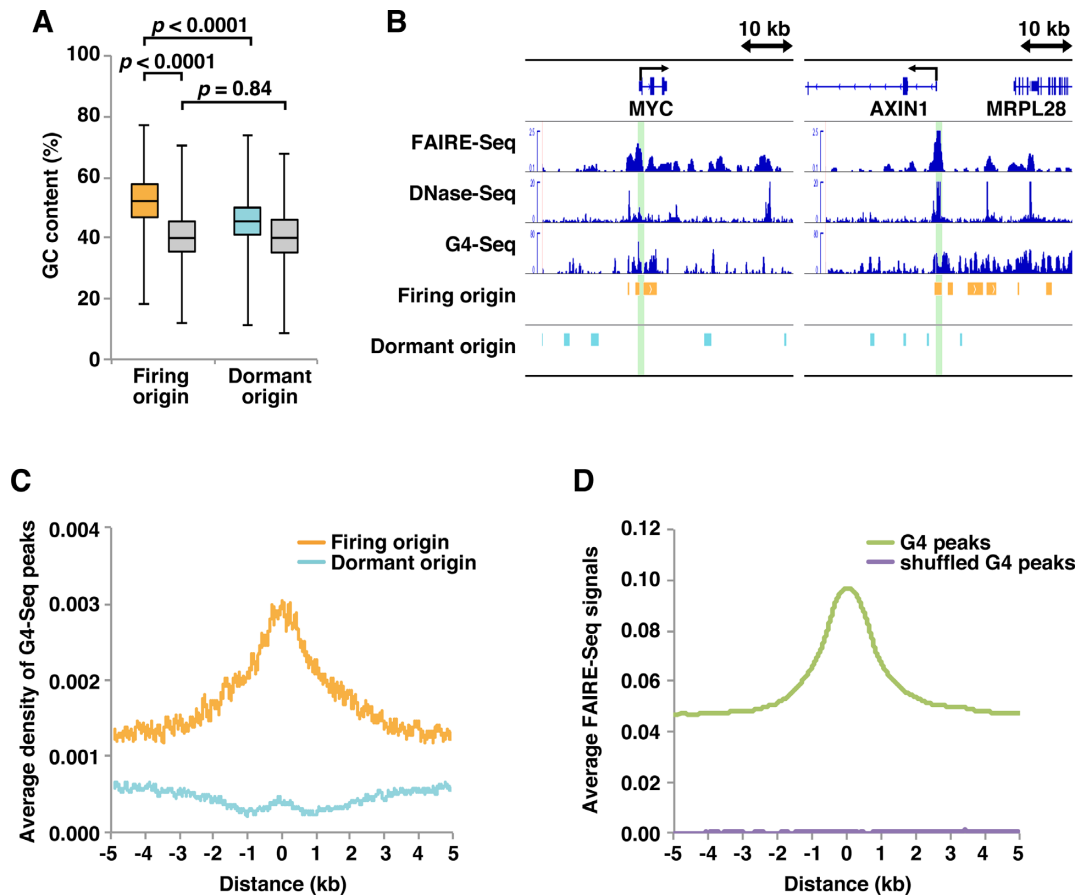 A
p < 0.0001
p < 0.0001
p = 0.84
100
80
60
40
20
0
GC content (%)
Firing
origin
Dormant
origin
B
10 kb
10 kb
MYC
AXIN1
MRPL28
FAIRE-Seq
DNase-Seq
G4-Seq
Firing origin
Dormant origin
C
Average density of G4-Seq peaks
0.004
0.003
0.002
0.001
0.000
Firing origin
Dormant origin
-5 -4 -3 -2 -1 0 1 2 3 4 5
Distance (kb)
D
Average FAIRE-Seq signals
0.12
0.10
0.08
0.06
0.04
0.02
0.00
G4 peaks
shuffled G4 peaks
-5 -4 -3 -2 -1 0 1 2 3 4 5
Distance (kb)